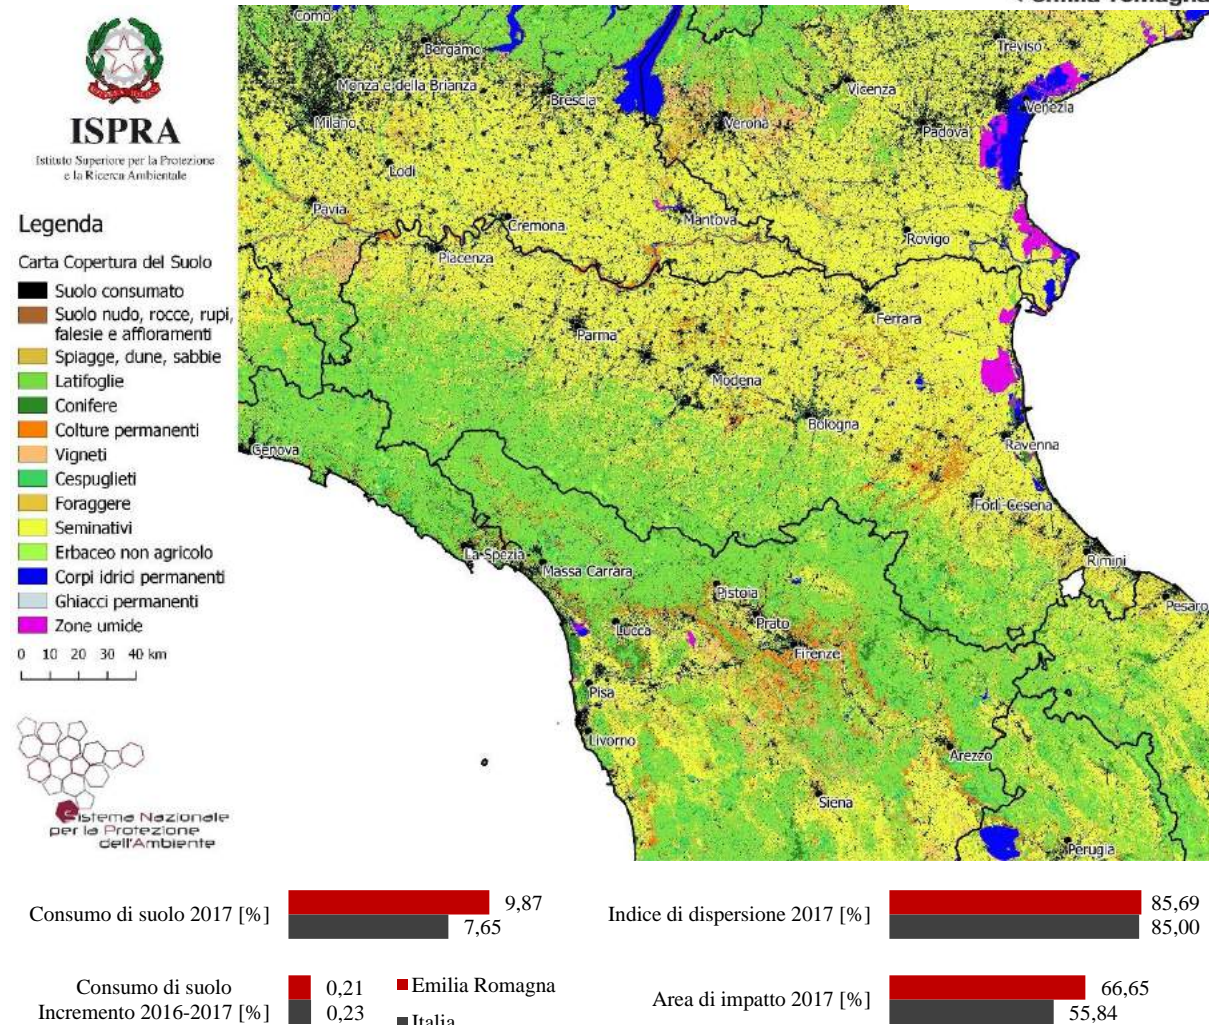 ISPRA
Istituto Superiore per la Protezione
e la Ricerca Ambientale
Legenda
Carta Copertura del Suolo
Suolo consumato
Suolo nudo, rocce, rupi,
falesie e affioramenti
Spiagge, dune, sabbie
Latifoglie
Conifere
Colture permanenti
Vigneti
Cespuglieti
Foraggere
Seminativi
Erbaceo non agricolo
Corpi idrici permanenti
Ghiacci permanenti
Zone umide
0 10 20 30 40 km
Sistema Nazionale
per la Protezione
dell'Ambiente
Como
Bergamo
Treviso
Monza e della Brianza
Brescia
Vicenza
Venezia
Milano
Verona
Padova
Lodi
Pavia
Cremona
Mantova
Rovigo
Piacenza
Ferrara
Parma
Modena
Bologna
Ravenna
Genova
Forlì-Cesena
La Spezia
Massa Carrara
Rimini
Pistoia
Pesaro
Prato
Lucca
Firenze
Pisa
Livorno
Arezzo
Siena
Perugia
Consumo di suolo 2017 [%]
9,87
7,65
Indice di dispersione 2017 [%]
85,69
85,00
Consumo di suolo
Incremento 2016-2017 [%]
0,21
0,23
Emilia Romagna
Italia
Area di impatto 2017 [%]
66,65
55,84